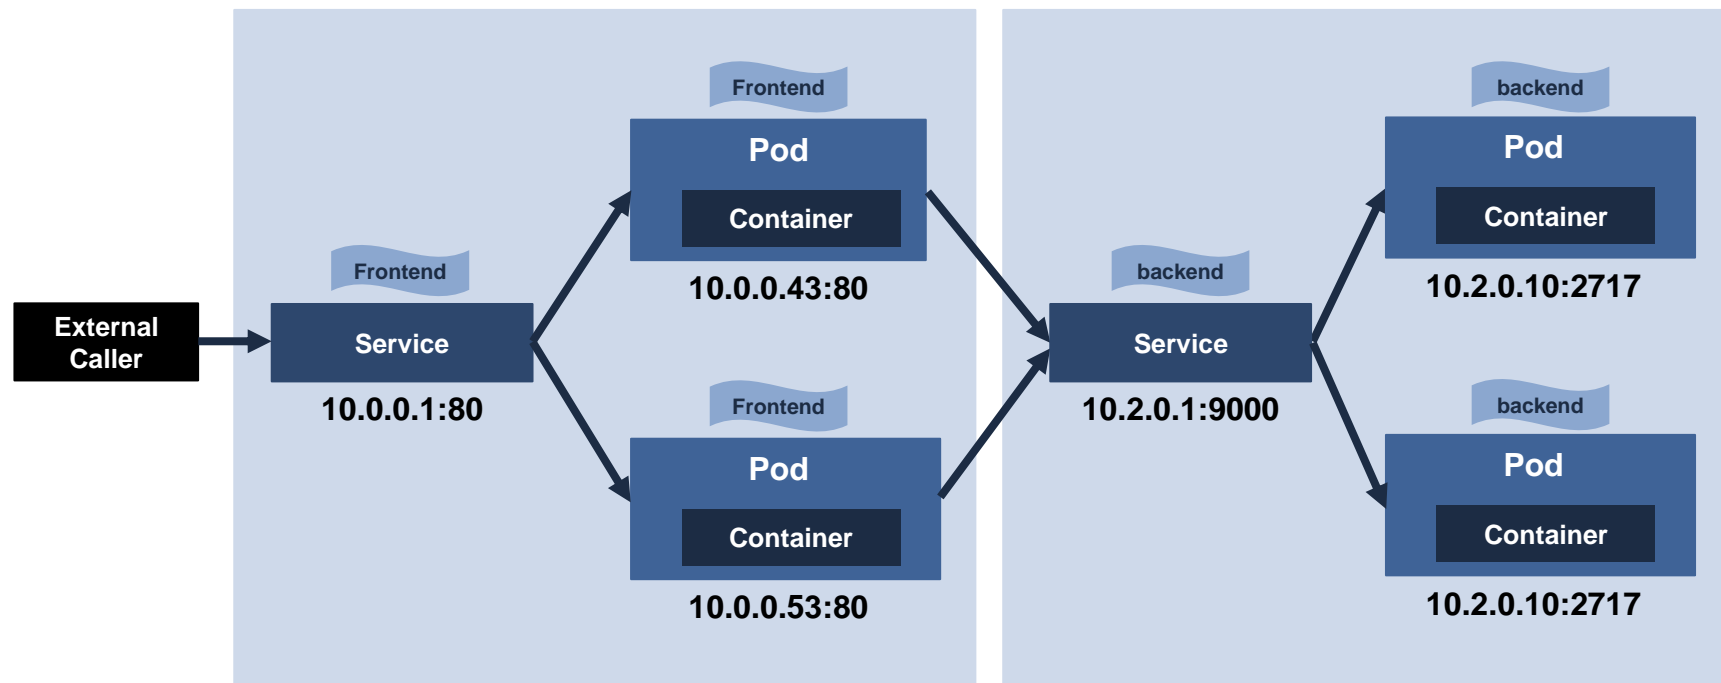 External
Caller
Frontend
Service
10.0.0.1:80
Frontend
Pod
Container
10.0.0.43:80
Frontend
Pod
Container
10.0.0.53:80
backend
Service
10.2.0.1:9000
backend
Pod
Container
10.2.0.10:2717
backend
Pod
Container
10.2.0.10:2717